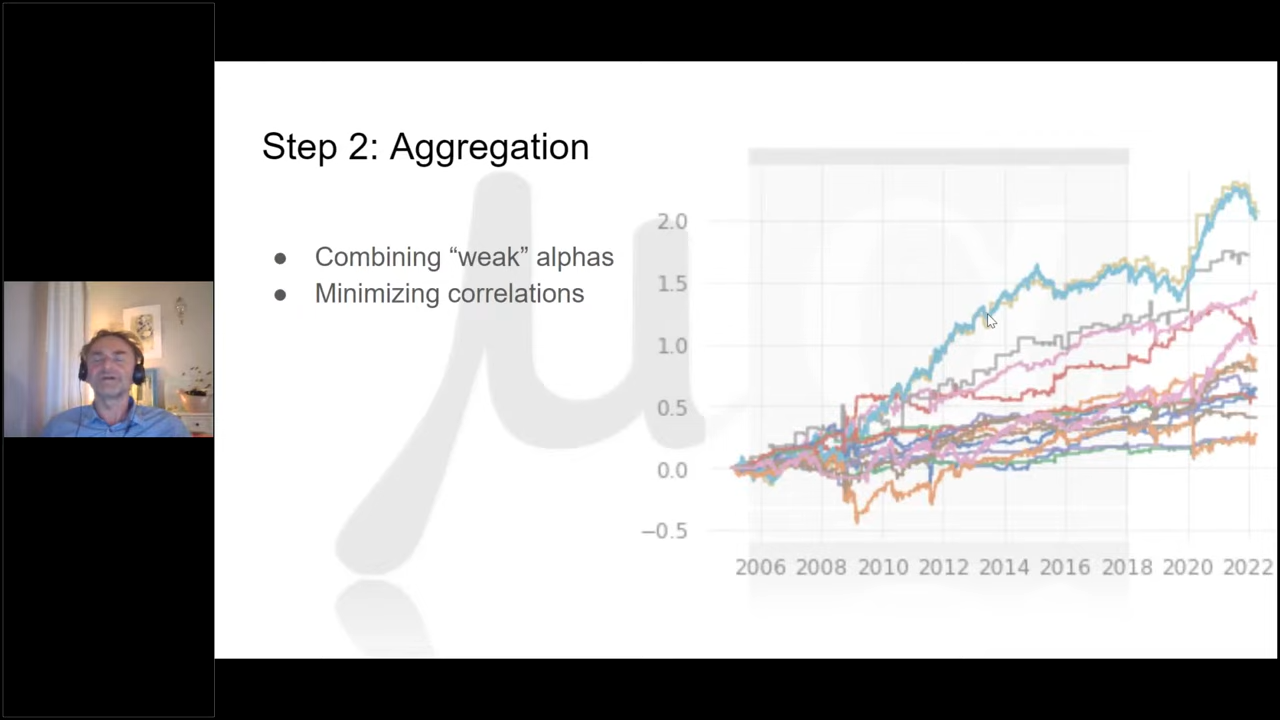 Step 2: Aggregation
● Combining “weak” alphas
● Minimizing correlations
2.0
1.5
1.0
0.5
0.0
−0.5
2006 2008 2010 2012 2014 2016 2018 2020 2022
μ